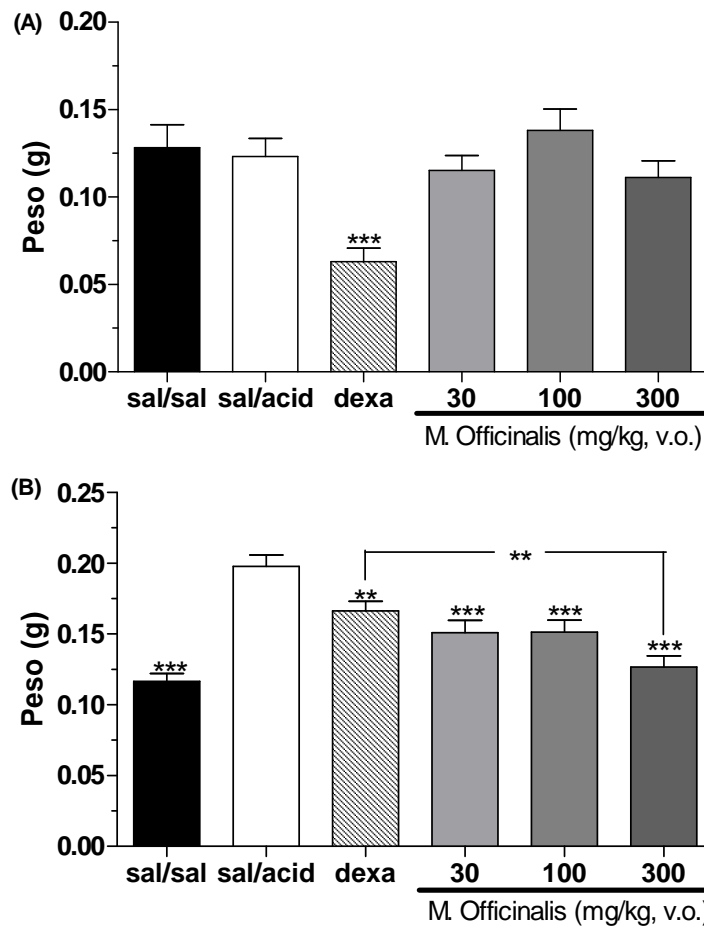 (A)
0.20
0.15
0.10
0.05
0.00
Peso (g)
***
sal/sal sal/acid dexa 30 100 300
M. Officinalis (mg/kg, v.o.)
(B)
0.25
0.20
0.15
0.10
0.05
0.00
Peso (g)
**
*** ** *** *** ***
sal/sal sal/acid dexa 30 100 300
M. Officinalis (mg/kg, v.o.)